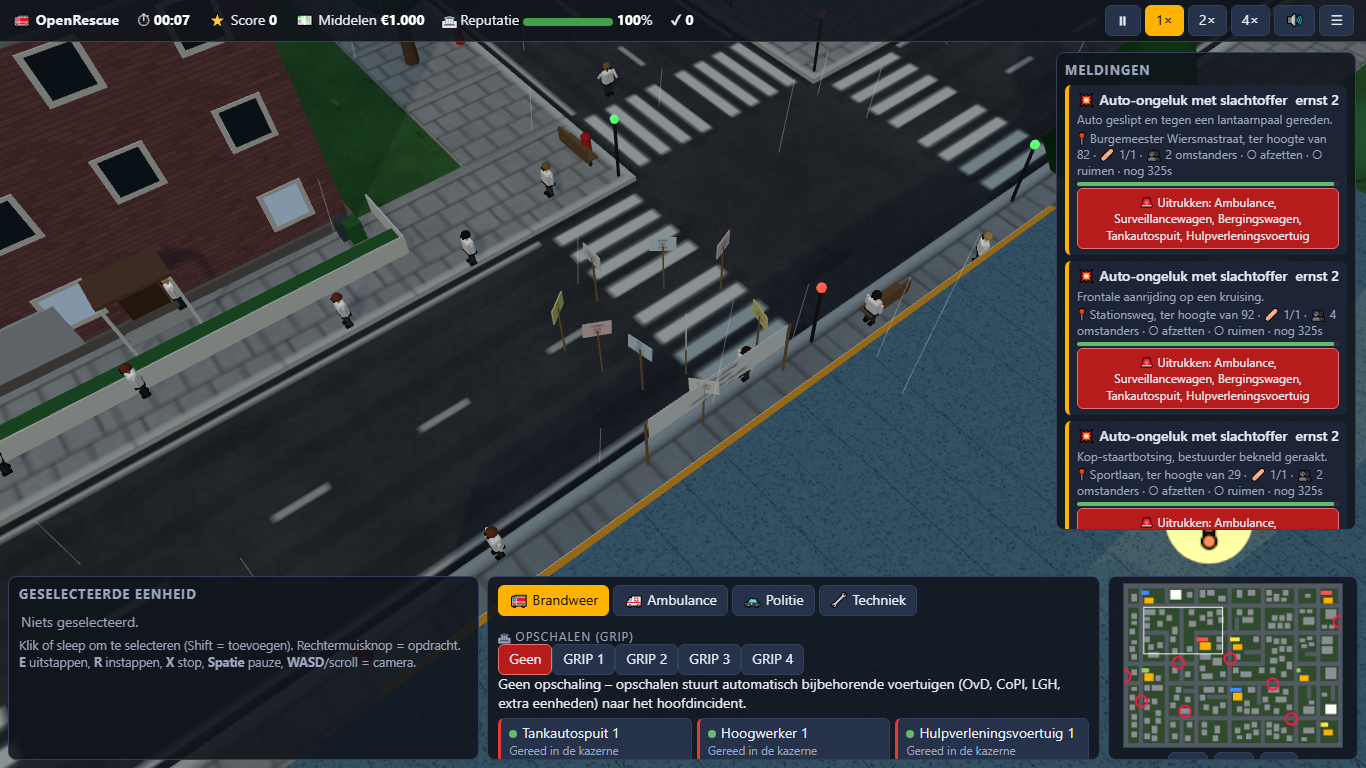 OpenRescue 00:07 Score 0 Middelen €1.000 Reputatie 100% ✓ 0
1× 2× 4×
MELDINGEN
Auto-ongeluk met slachtoffer ernst 2
Auto geslipt en tegen een lantaarnpaal gereden.
Burgemeester Wiersmastraat, ter hoogte van
82 · 1/1 · 2 omstanders · afzetten ·
ruimen · nog 325s
Uitrukken: Ambulance,
Surveillancewagen, Bergingswagen,
Tankautospuit, Hulpverleningsvoertuig
Auto-ongeluk met slachtoffer ernst 2
Frontale aanrijding op een kruising.
Stationsweg, ter hoogte van 92 · 1/1 · 4
omstanders · afzetten · ruimen · nog 325s
Uitrukken: Ambulance,
Surveillancewagen, Bergingswagen,
Tankautospuit, Hulpverleningsvoertuig
Auto-ongeluk met slachtoffer ernst 2
Kop-staartbotsing, bestuurder bekneld geraakt.
Sportlaan, ter hoogte van 29 · 1/1 · 2
omstanders · afzetten · ruimen · nog 325s
Uitrukken: Ambulance,
GESELECTEERDE EENHEID
Niets geselecteerd.
Klik of sleep om te selecteren (Shift = toevoegen). Rechtermuisknop = opdracht.
E uitstappen, R instappen, X stop, Spatie pauze, WASD/scroll = camera.
Brandweer Ambulance Politie Techniek
OPSCHALEN (GRIP)
Geen GRIP 1 GRIP 2 GRIP 3 GRIP 4
Geen opschaling – opschalen stuurt automatisch bijbehorende voertuigen (OvD, CoPI, LGH,
extra eenheden) naar het hoofdincident.
Tankautospuit 1 Hoogwerker 1 Hulpverleningsvoertuig 1
Gereed in de kazerne Gereed in de kazerne Gereed in de kazerne